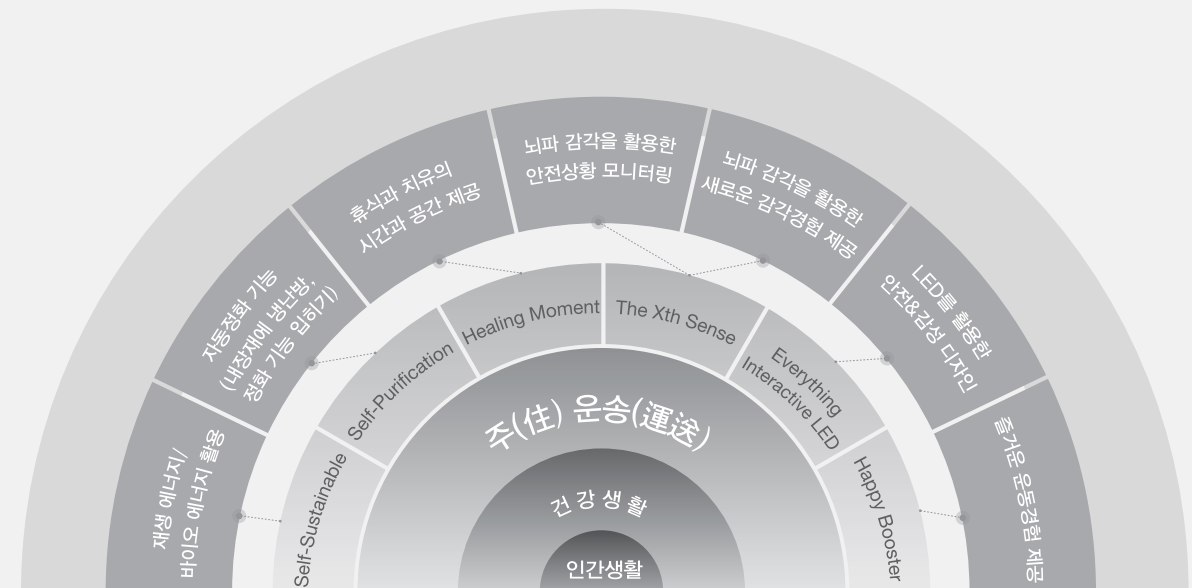 뇌파 감각을 활용한
안전상황 모니터링
뇌파 감각을 활용한
새로운 감각경험 제공
휴식과 치유의
시간과 공간 제공
LED를 활용한
안전&감성 디자인
자동정화 기능
(내장재에 냉난방,
정화 기능 입히기)
즐거운 운동경험 제공
재생 에너지/
바이오 에너지 활용
Self-Sustainable
Self-Purification
Healing Moment
The Xth Sense
Everything
Interactive LED
Happy Booster
주(住) 운송(運送)
건강생활
인간생활